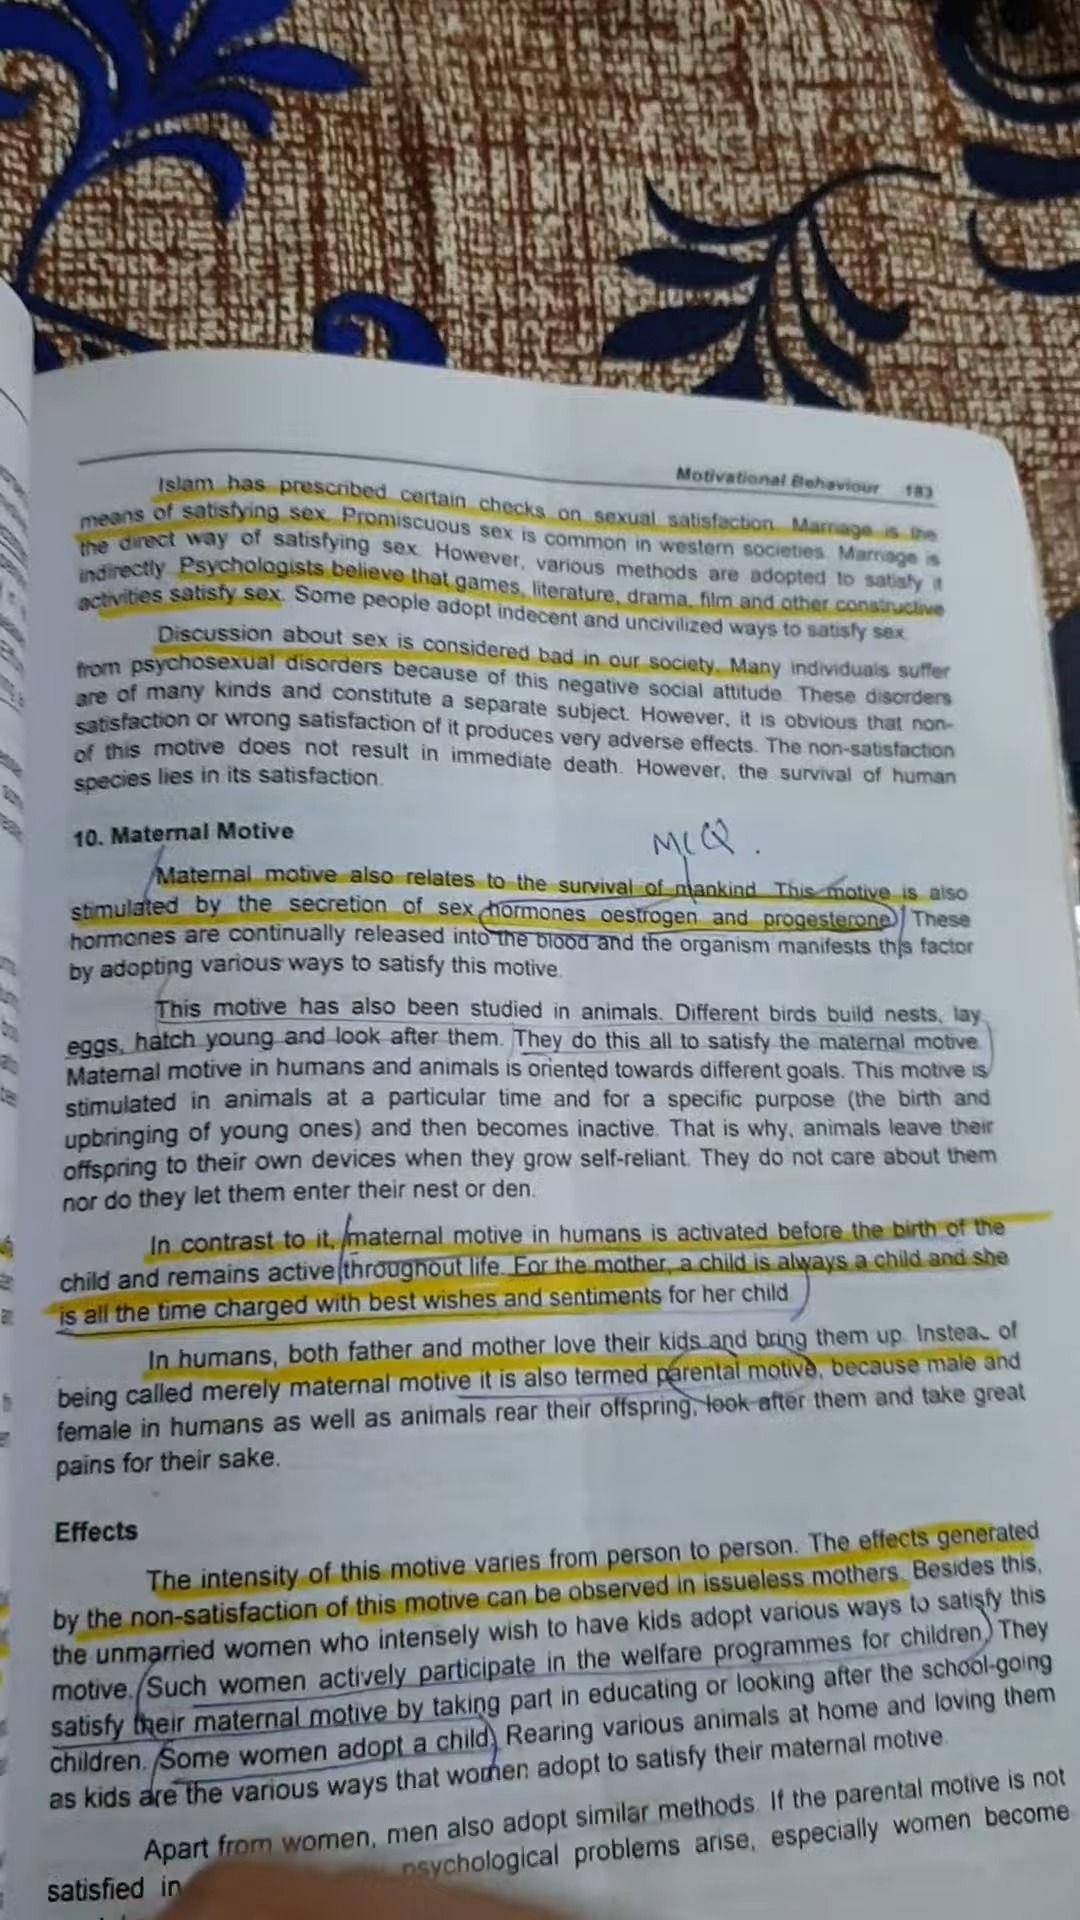 Motivational Behaviour 183
Islam has prescribed certain checks on sexual satisfaction. Marriage is the
means of satisfying sex. Promiscuous sex is common in western societies. Marriage is
the direct way of satisfying sex. However, various methods are adopted to satisfy it
indirectly. Psychologists believe that games, literature, drama, film and other constructive
activities satisfy sex. Some people adopt indecent and uncivilized ways to satisfy sex.
Discussion about sex is considered bad in our society. Many individuals suffer
from psychosexual disorders because of this negative social attitude. These disorders
are of many kinds and constitute a separate subject. However, it is obvious that non-
satisfaction or wrong satisfaction of it produces very adverse effects. The non-satisfaction
of this motive does not result in immediate death. However, the survival of human
species lies in its satisfaction.
10. Maternal Motive
MCQ.
Maternal motive also relates to the survival of mankind. This motive is also
stimulated by the secretion of sex hormones oestrogen and progesterone. These
hormones are continually released into the blood and the organism manifests this factor
by adopting various ways to satisfy this motive.
This motive has also been studied in animals. Different birds build nests, lay
eggs, hatch young and look after them. They do this all to satisfy the maternal motive.
Maternal motive in humans and animals is oriented towards different goals. This motive is
stimulated in animals at a particular time and for a specific purpose (the birth and
upbringing of young ones) and then becomes inactive. That is why, animals leave their
offspring to their own devices when they grow self-reliant. They do not care about them
nor do they let them enter their nest or den.
In contrast to it, maternal motive in humans is activated before the birth of the
child and remains active throughout life. For the mother, a child is always a child and she
is all the time charged with best wishes and sentiments for her child.
In humans, both father and mother love their kids and bring them up. Instead of
being called merely maternal motive it is also termed parental motive, because male and
female in humans as well as animals rear their offspring, look after them and take great
pains for their sake.
Effects
The intensity of this motive varies from person to person. The effects generated
by the non-satisfaction of this motive can be observed in issueless mothers. Besides this,
the unmarried women who intensely wish to have kids adopt various ways to satisfy this
motive. Such women actively participate in the welfare programmes for children. They
satisfy their maternal motive by taking part in educating or looking after the school-going
children. Some women adopt a child. Rearing various animals at home and loving them
as kids are the various ways that women adopt to satisfy their maternal motive.
Apart from women, men also adopt similar methods. If the parental motive is not
satisfied in psychological problems arise, especially women become